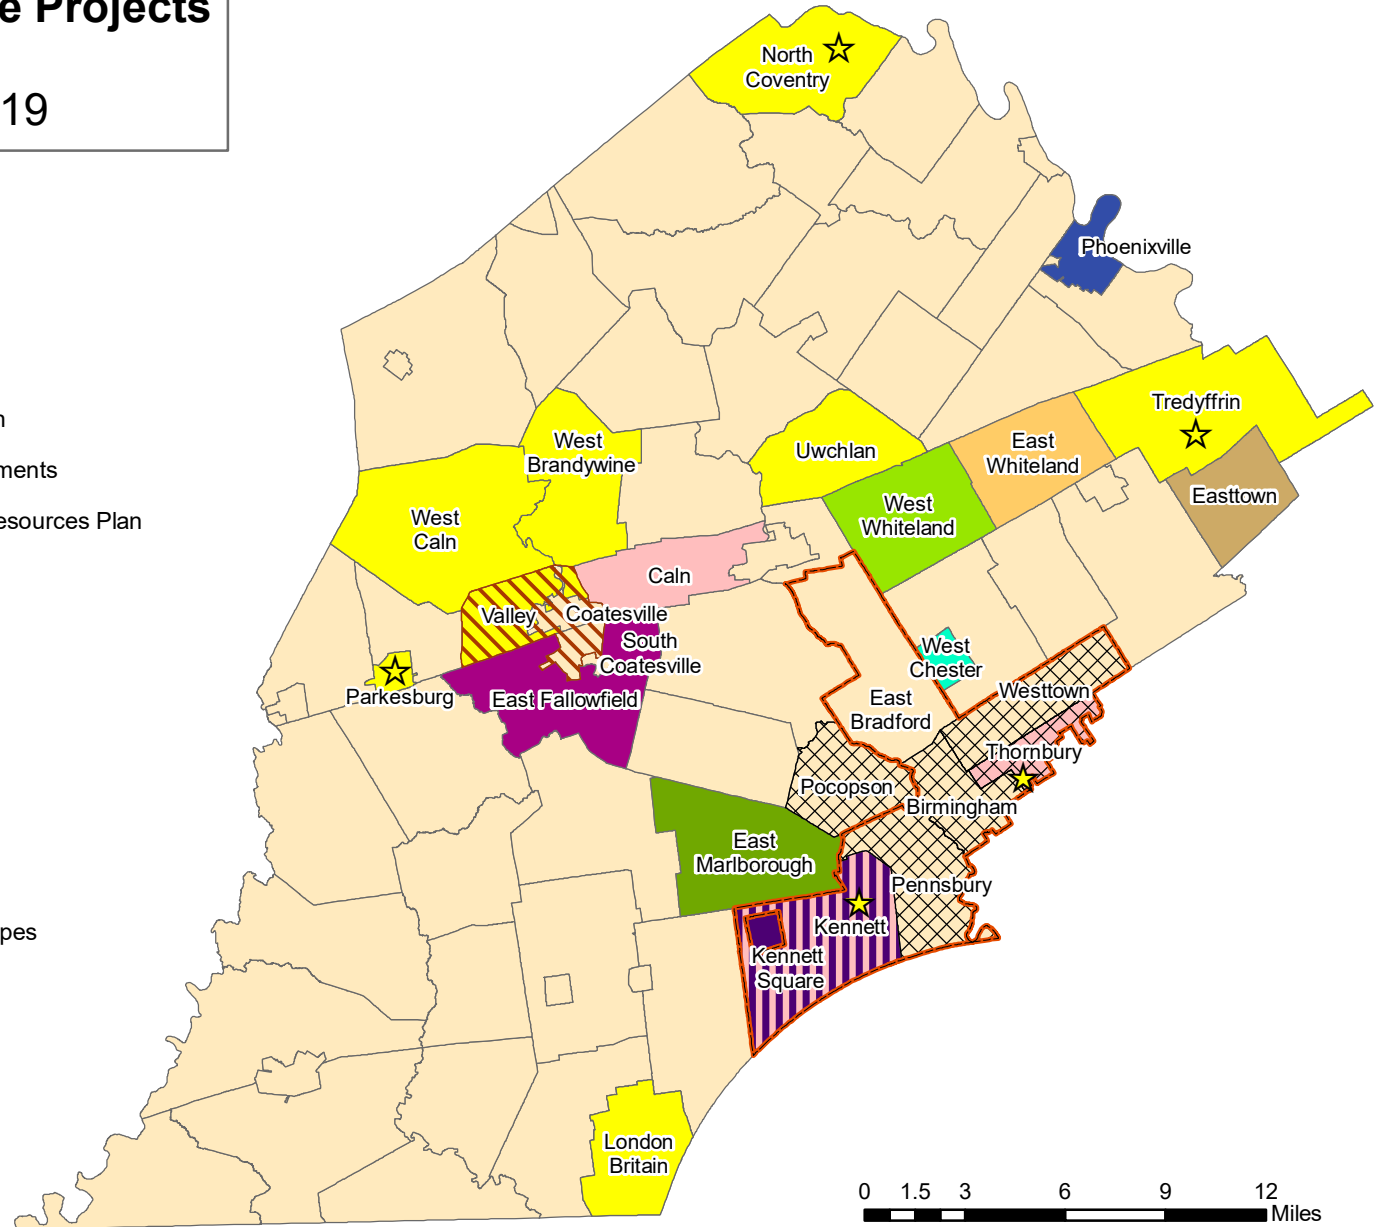 e Projects
19
North
Coventry
Phoenixville
Tredyffrin
n
West
Brandywine
Uwchlan
East
Whiteland
ments
Easttown
West
Caln
West
Whiteland
esources Plan
Caln
Valley
Coatesville
South
Coatesville
West
Chester
Parkesburg
East Fallowfield
Westtown
East
Bradford
Thornbury
Pocopson
Birmingham
East
Marlborough
Pennsbury
Kennett
pes
Kennett
Square
London
Britain
0 1.5 3 6 9 12
Miles